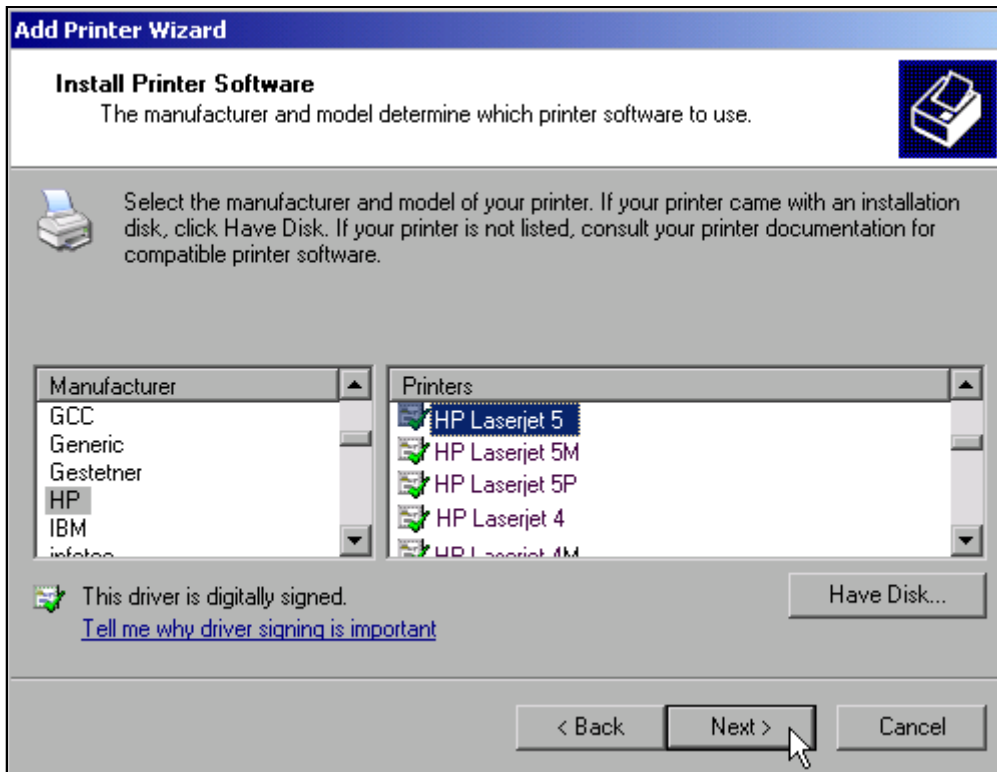 Add Printer Wizard
Install Printer Software
The manufacturer and model determine which printer software to use.
Select the manufacturer and model of your printer. If your printer came with an installation
disk, click Have Disk. If your printer is not listed, consult your printer documentation for
compatible printer software.
Manufacturer
GCC
Generic
Gestetner
HP
IBM
Printers
HP Laserjet 5
HP Laserjet 5M
HP Laserjet 5P
HP Laserjet 4
HP Laserjet 4M
This driver is digitally signed.
Tell me why driver signing is important
Have Disk...
< Back
Next >
Cancel